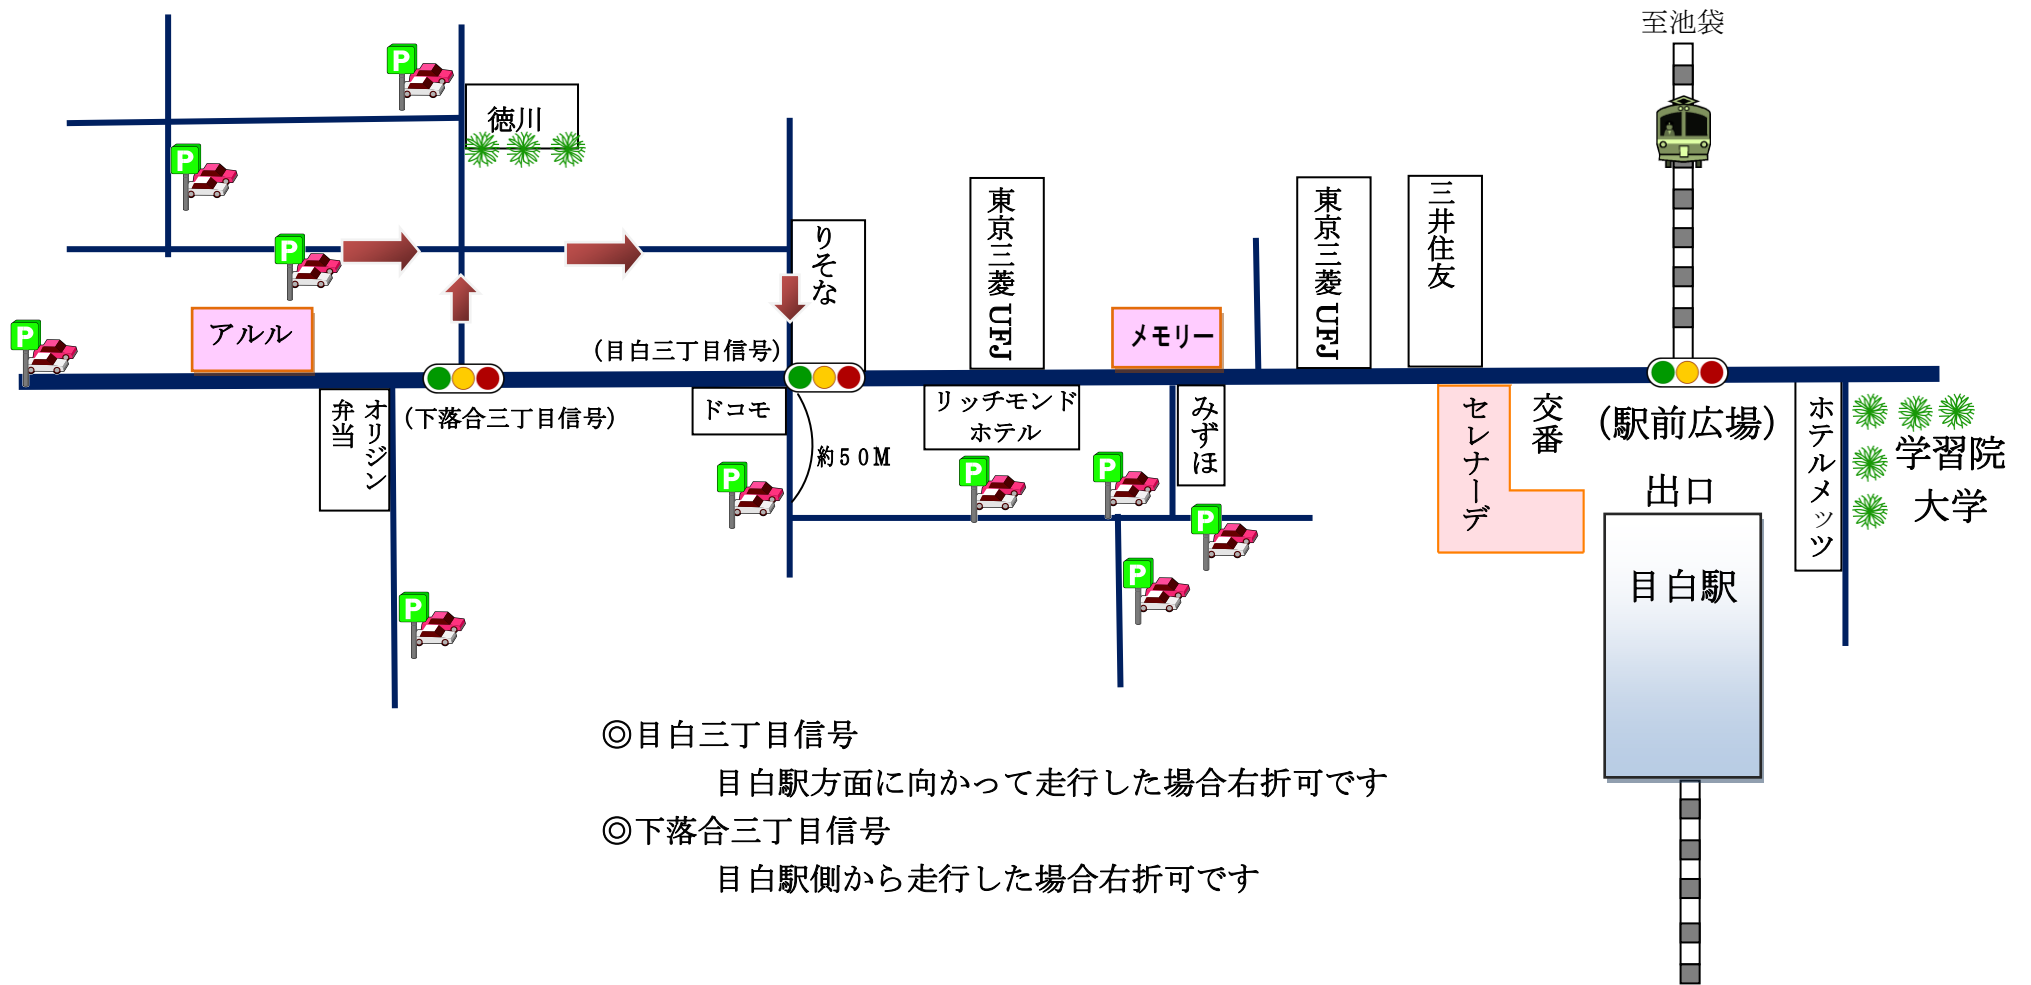 至池袋
P
徳川
P
東京三菱UFJ
東京三菱UFJ
三井住友
りそな
P
アルル
メモリー
P
(目白三丁目信号)
オリジン
弁当
(下落合三丁目信号)
ドコモ
約50M
リッチモンド
ホテル
みずほ
セレナーデ
交番
(駅前広場)
出口
ホテルメッツ
学習院
大学
P
P
P
P
P
P
目白駅
◎目白三丁目信号
目白駅方面に向かって走行した場合右折可です
◎下落合三丁目信号
目白駅側から走行した場合右折可です